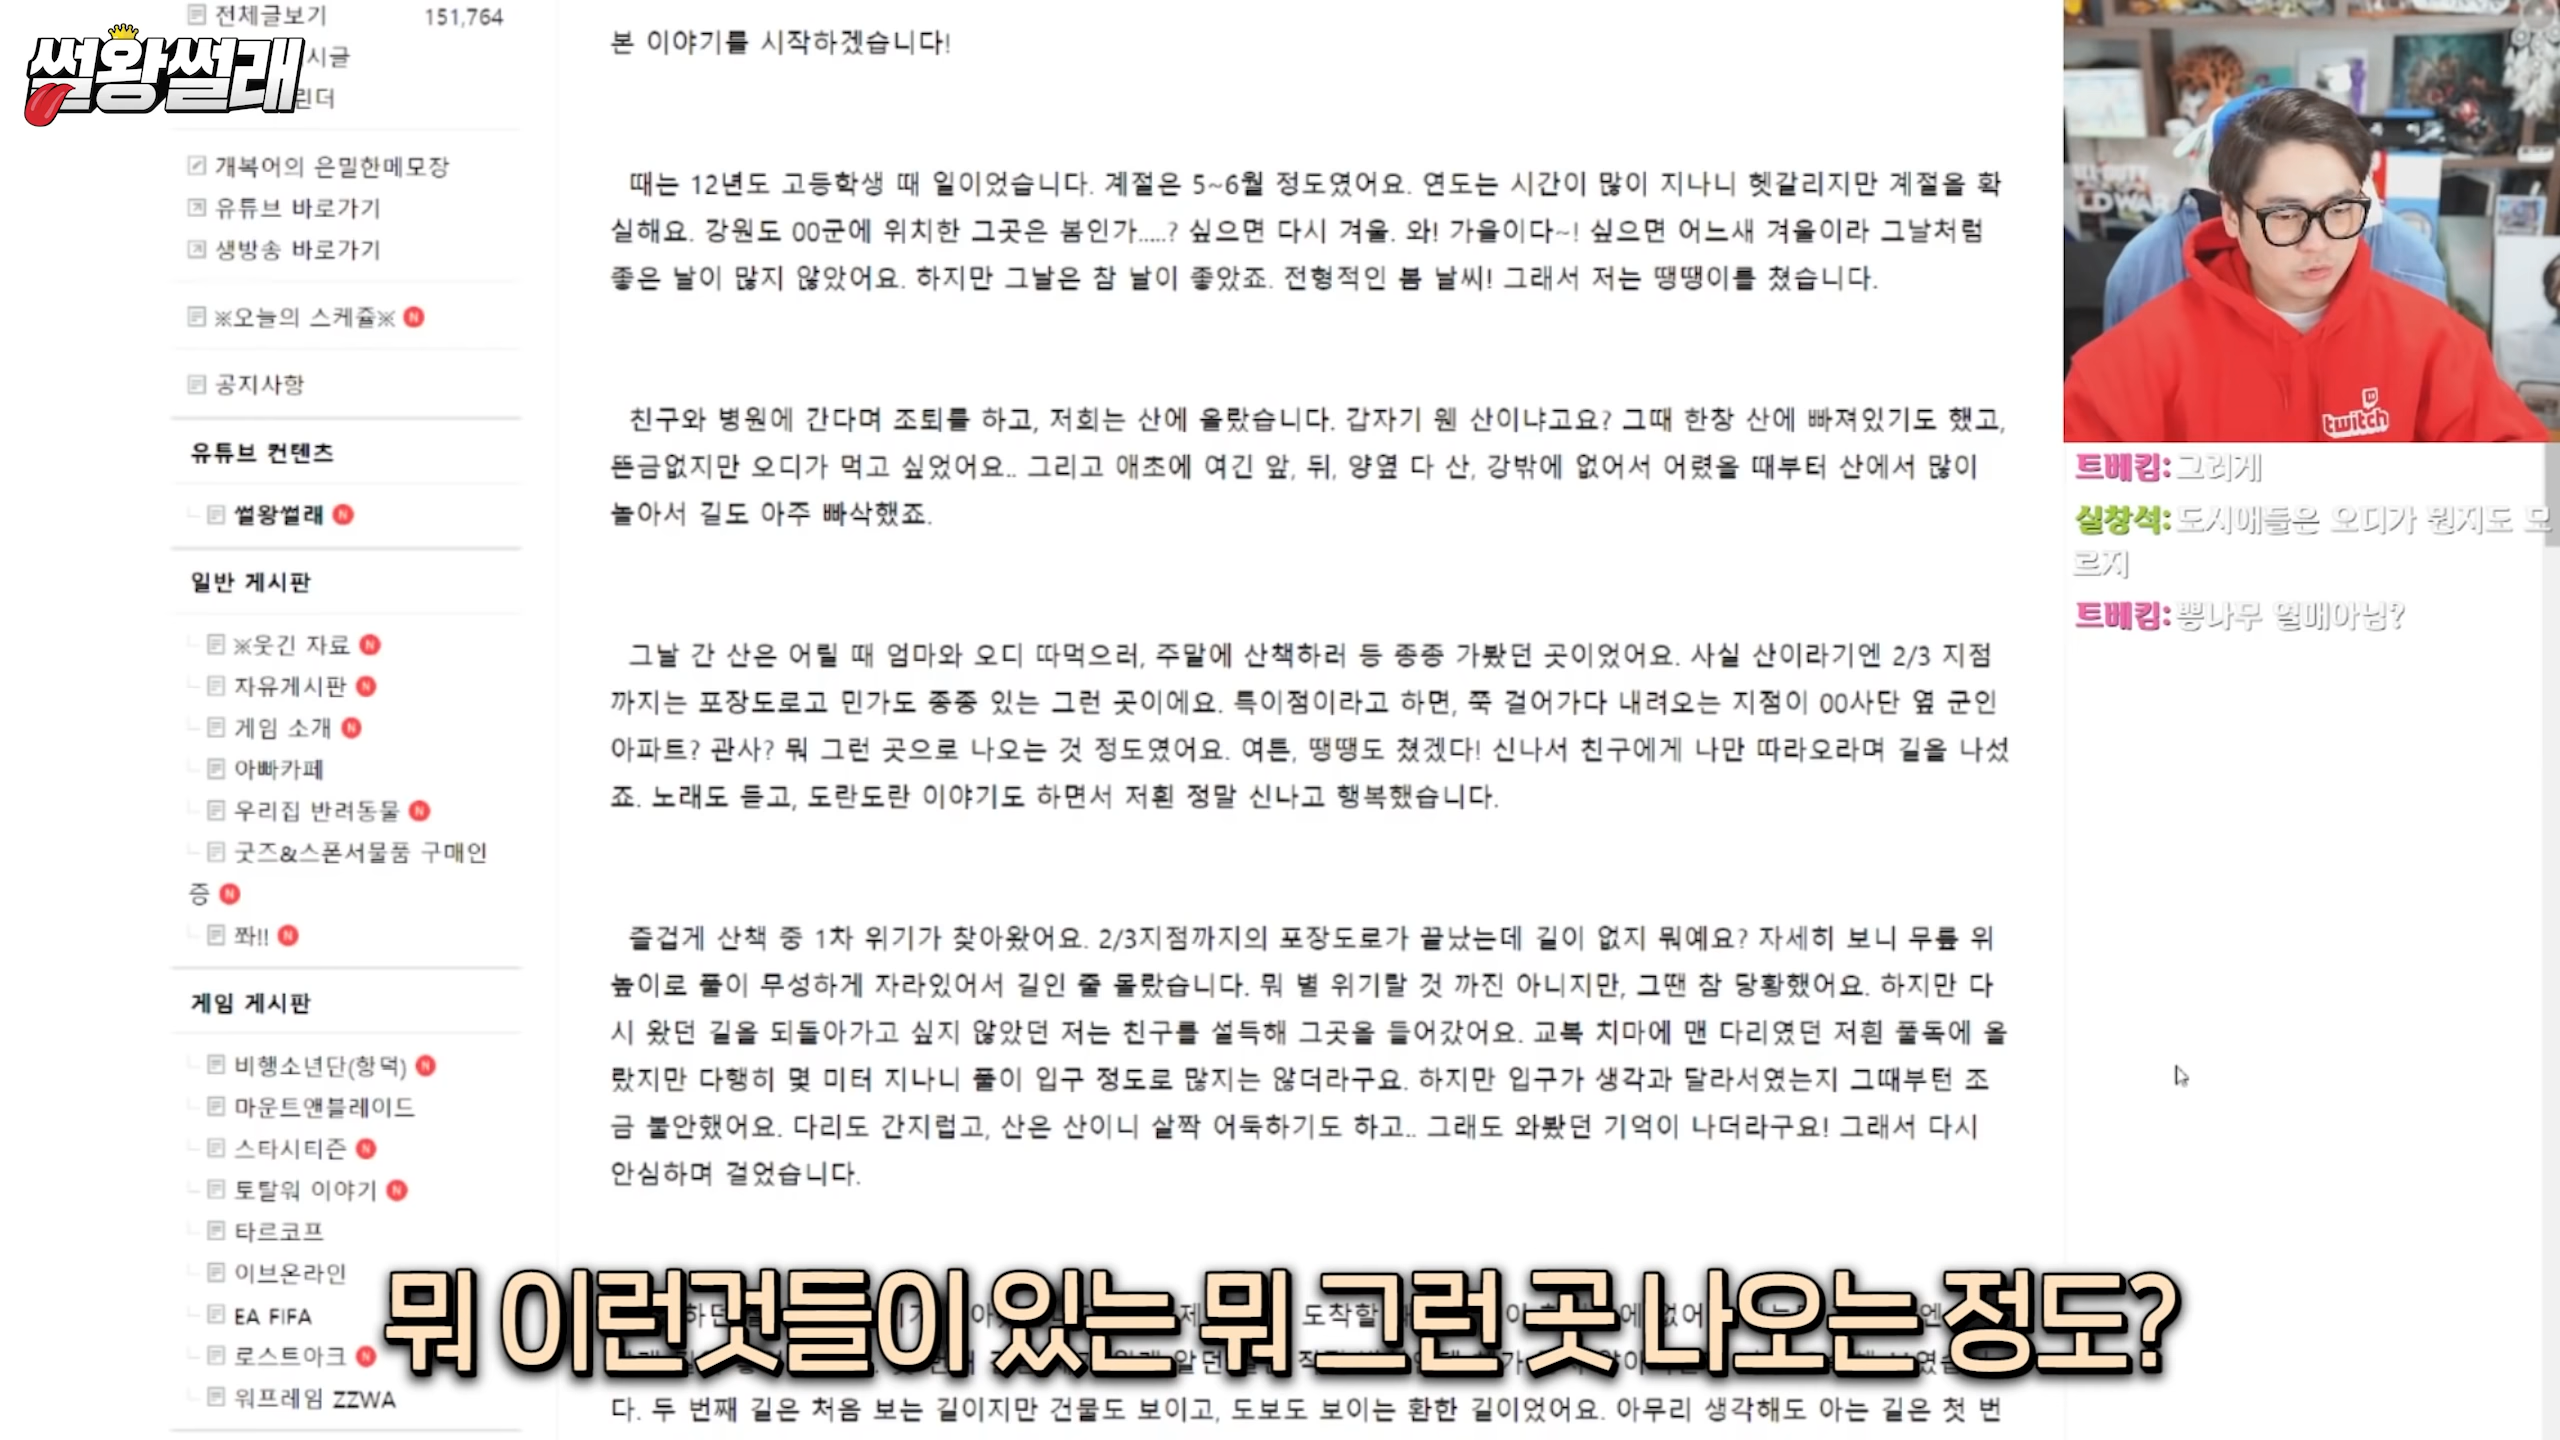 전체글보기 151,764
썰왕썰래
시글
린더
개복어의 은밀한메모장
유튜브 바로가기
생방송 바로가기
※오늘의 스케쥴※ N
공지사항
유튜브 컨텐츠
썰왕썰래 N
일반 게시판
※웃긴 자료 N
자유게시판 N
게임 소개 N
아빠카페
우리집 반려동물 N
굿즈&스폰서물품 구매인
증 N
쫘!! N
게임 게시판
비행소년단(항덕) N
마운트앤블레이드
스타시티즌 N
토탈워 이야기 N
타르코프
이브온라인
EA FIFA
로스트아크 N
워프레임 ZZWA
본 이야기를 시작하겠습니다!
때는 12년도 고등학생 때 일이었습니다. 계절은 5~6월 정도였어요. 연도는 시간이 많이 지나니 헷갈리지만 계절을 확
실해요. 강원도 00군에 위치한 그곳은 봄인가.....? 싶으면 다시 겨울. 와! 가을이다~! 싶으면 어느새 겨울이라 그날처럼
좋은 날이 많지 않았어요. 하지만 그날은 참 날이 좋았죠. 전형적인 봄 날씨! 그래서 저는 땡땡이를 쳤습니다.
친구와 병원에 간다며 조퇴를 하고, 저희는 산에 올랐습니다. 갑자기 웬 산이냐고요? 그때 한창 산에 빠져있기도 했고,
뜬금없지만 오디가 먹고 싶었어요.. 그리고 애초에 여긴 앞, 뒤, 양옆 다 산, 강밖에 없어서 어렸을 때부터 산에서 많이
놀아서 길도 아주 빠삭했죠.
그날 간 산은 어릴 때 엄마와 오디 따먹으러, 주말에 산책하러 등 종종 가봤던 곳이었어요. 사실 산이라기엔 2/3 지점
까지는 포장도로고 민가도 종종 있는 그런 곳이에요. 특이점이라고 하면, 쭉 걸어가다 내려오는 지점이 00사단 옆 군인
아파트? 관사? 뭐 그런 곳으로 나오는 것 정도였어요. 여튼, 땡땡도 쳤겠다! 신나서 친구에게 나만 따라오라며 길을 나섰
죠. 노래도 듣고, 도란도란 이야기도 하면서 저흰 정말 신나고 행복했습니다.
즐겁게 산책 중 1차 위기가 찾아왔어요. 2/3지점까지의 포장도로가 끝났는데 길이 없지 뭐예요? 자세히 보니 무릎 위
높이로 풀이 무성하게 자라있어서 길인 줄 몰랐습니다. 뭐 별 위기랄 것 까진 아니지만, 그땐 참 당황했어요. 하지만 다
시 왔던 길을 되돌아가고 싶지 않았던 저는 친구를 설득해 그곳을 들어갔어요. 교복 치마에 맨 다리였던 저흰 풀독에 올
랐지만 다행히 몇 미터 지나니 풀이 입구 정도로 많지는 않더라구요. 하지만 입구가 생각과 달라서였는지 그때부턴 조
금 불안했어요. 다리도 간지럽고, 산은 산이니 살짝 어둑하기도 하고.. 그래도 와봤던 기억이 나더라구요! 그래서 다시
안심하며 걸었습니다.
다. 두 번째 길은 처음 보는 길이지만 건물도 보이고, 도보도 보이는 환한 길이었어요. 아무리 생각해도 아는 길은 첫 번
뭐 이런것들이 있는 뭐 그런 곳 나오는 정도?
twitch
트베킴: 그러게
실창석: 도시애들은 오디가 뭔지도 모
르지
트베킴: 뽕나무 열매아님?